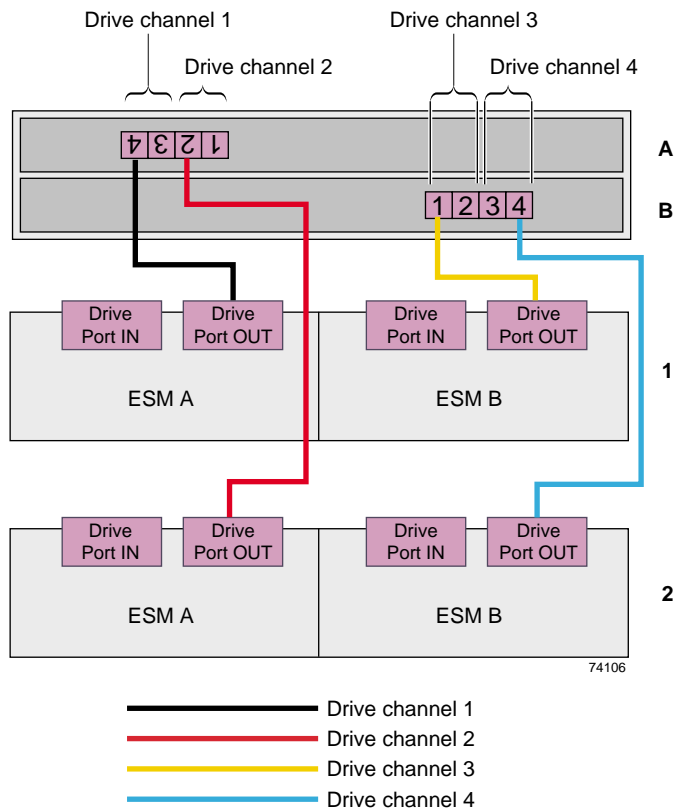 Drive channel 1
Drive channel 3
Drive channel 2
Drive channel 4
4 3 2 1
A
1 2 3 4
B
Drive Port IN
Drive Port OUT
Drive Port IN
Drive Port OUT
ESM A
ESM B
1
Drive Port IN
Drive Port OUT
Drive Port IN
Drive Port OUT
ESM A
ESM B
2
74106
Drive channel 1
Drive channel 2
Drive channel 3
Drive channel 4